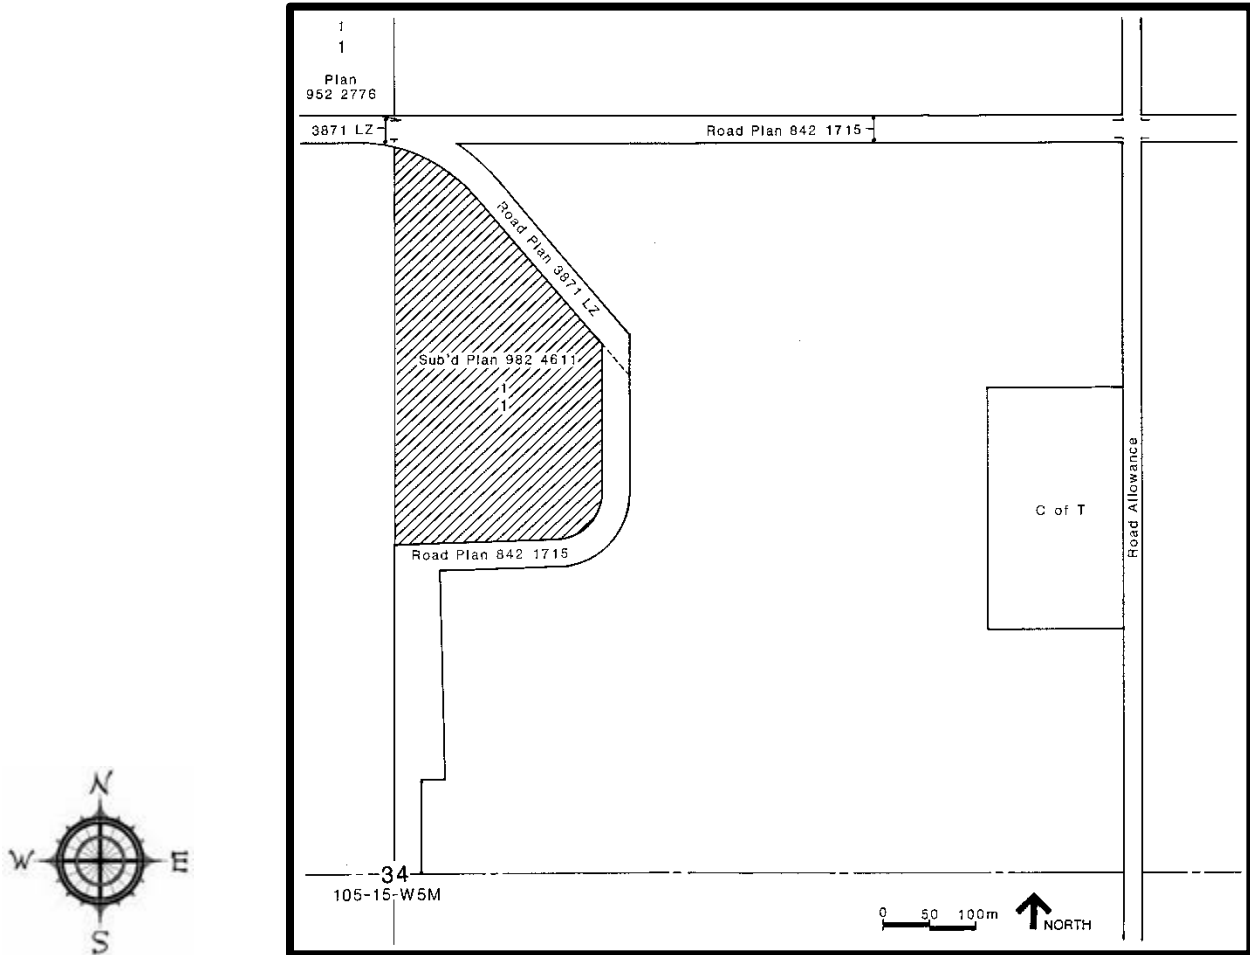 1
1
Plan
952 2776
3871 LZ
Road Plan 842 1715
Road Plan 3871 LZ
Sub'd Plan 982 4611
1
1
Road Allowance
C of T
Road Plan 842 1715
N
W E
S
34
105-15-W5M
0 50 100m
NORTH